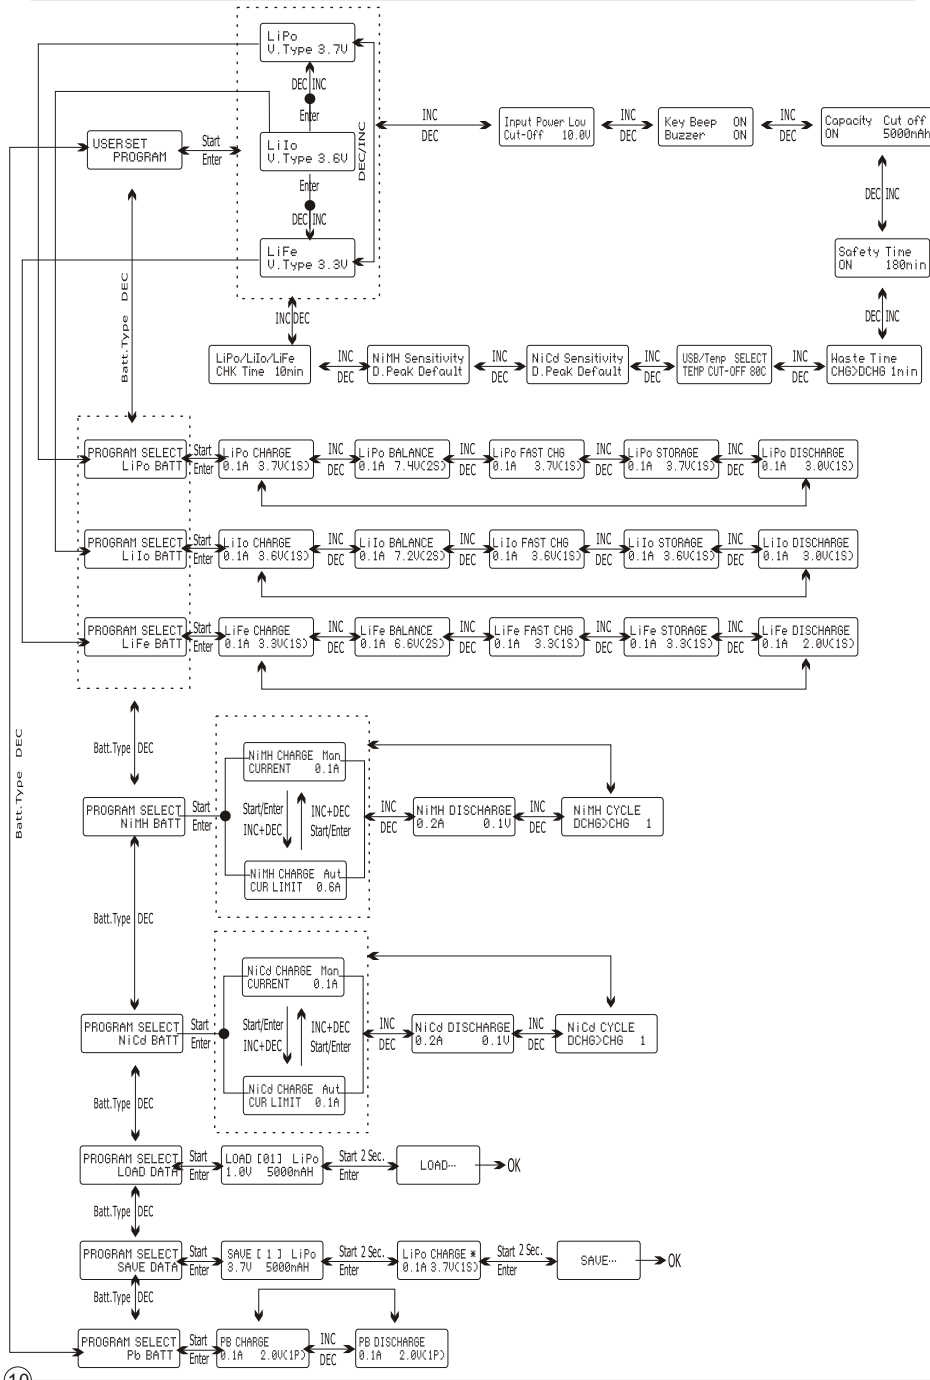 LiPo
V.Type 3.7V
DEC INC
Enter
LiIo
V.Type 3.6V
Enter
DEC INC
LiFe
V.Type 3.3V
DEC/INC
USER SET
PROGRAM
Start
Enter
INC
DEC
Input Power Low
Cut-Off 10.0V
INC
DEC
Key Beep ON
Buzzer ON
INC
DEC
Capacity Cut off
ON 5000mAh
DEC INC
Safety Time
ON 180min
DEC INC
Batt.Type DEC
INC DEC
LiPo/LiIo/LiFe
CHK Time 10min
INC
DEC
NiMH Sensitivity
D.Peak Default
INC
DEC
NiCd Sensitivity
D.Peak Default
INC
DEC
USB/Temp SELECT
TEMP CUT-OFF 80C
INC
DEC
Waste Time
CHG>DCHG 1min
PROGRAM SELECT
LiPo BATT
Start
Enter
LiPo CHARGE
0.1A 3.7V(1S)
INC
DEC
LiPo BALANCE
0.1A 7.4V(2S)
INC
DEC
LiPo FAST CHG
0.1A 3.7V(1S)
INC
DEC
LiPo STORAGE
0.1A 3.7V(1S)
INC
DEC
LiPo DISCHARGE
0.1A 3.0V(1S)
PROGRAM SELECT
LiIo BATT
Start
Enter
LiIo CHARGE
0.1A 3.6V(1S)
INC
DEC
LiIo BALANCE
0.1A 7.2V(2S)
INC
DEC
LiIo FAST CHG
0.1A 3.6V(1S)
INC
DEC
LiIo STORAGE
0.1A 3.6V(1S)
INC
DEC
LiIo DISCHARGE
0.1A 3.0V(1S)
PROGRAM SELECT
LiFe BATT
Start
Enter
LiFe CHARGE
0.1A 3.3V(1S)
INC
DEC
LiFe BALANCE
0.1A 6.6V(2S)
INC
DEC
LiFe FAST CHG
0.1A 3.3(1S)
INC
DEC
LiFe STORAGE
0.1A 3.3(1S)
INC
DEC
LiFe DISCHARGE
0.1A 2.0V(1S)
Batt.Type DEC
Batt.Type DEC
NiMH CHARGE Man
CURRENT 0.1A
PROGRAM SELECT
NiMH BATT
Start
Enter
Start/Enter
INC+DEC
INC+DEC
Start/Enter
NiMH CHARGE Aut
CUR LIMIT 0.6A
INC
DEC
NiMH DISCHARGE
0.2A 0.1V
INC
DEC
NiMH CYCLE
DCHG>CHG 1
Batt.Type DEC
NiCd CHARGE Man
CURRENT 0.1A
PROGRAM SELECT
NiCd BATT
Start
Enter
Start/Enter
INC+DEC
INC+DEC
Start/Enter
NiCd CHARGE Aut
CUR LIMIT 0.1A
INC
DEC
NiCd DISCHARGE
0.2A 0.1V
INC
DEC
NiCd CYCLE
DCHG>CHG 1
Batt.Type DEC
PROGRAM SELECT
LOAD DATA
Start
Enter
LOAD [01] LiPo
1.0V 5000mAH
Start 2 Sec.
Enter
LOAD···
OK
Batt.Type DEC
PROGRAM SELECT
SAVE DATA
Start
Enter
SAVE [ 1 ] LiPo
3.7V 5000mAH
Start 2 Sec.
Enter
LiPo CHARGE *
0.1A 3.7V(1S)
Start 2 Sec.
Enter
SAVE···
OK
Batt.Type DEC
PROGRAM SELECT
Pb BATT
Start
Enter
PB CHARGE
0.1A 2.0V(1P)
INC
DEC
PB DISCHARGE
0.1A 2.0V(1P)